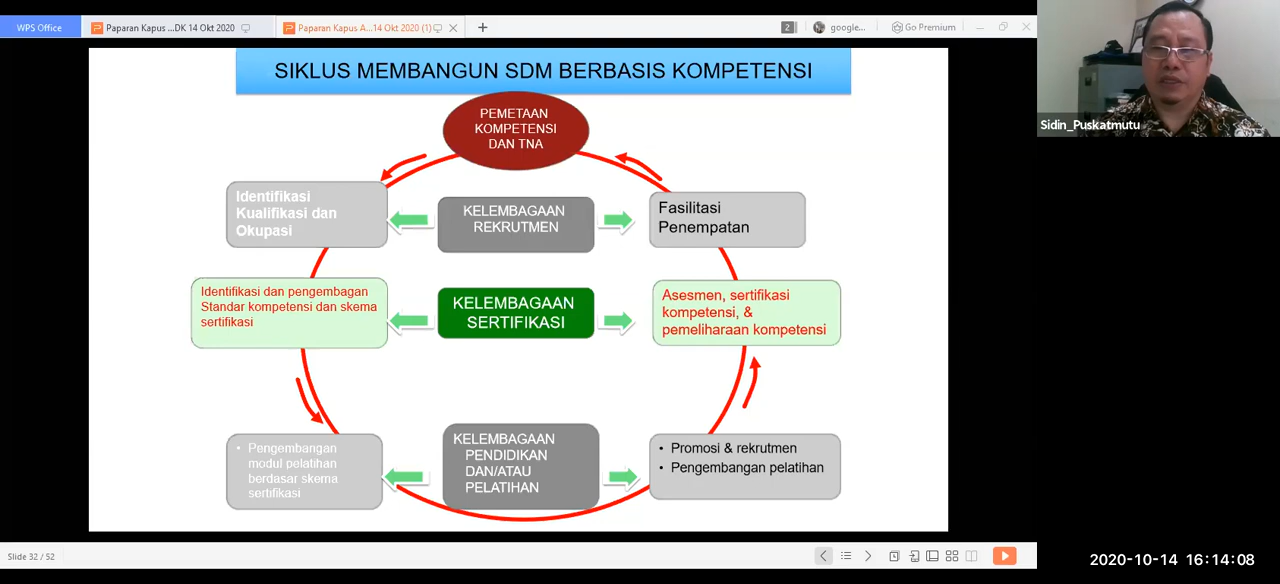 WPS Office
Paparan Kapus ...DK 14 Okt 2020
Paparan Kapus A...14 Okt 2020 (1)
2
google...
Go Premium
SIKLUS MEMBANGUN SDM BERBASIS KOMPETENSI
PEMETAAN
KOMPETENSI
DAN TNA
Identifikasi
Kualifikasi dan
Okupasi
KELEMBAGAAN
REKRUTMEN
Fasilitasi
Penempatan
Identifikasi dan pengembagan
Standar kompetensi dan skema
sertifikasi
KELEMBAGAAN
SERTIFIKASI
Asesmen, sertifikasi
kompetensi, &
pemeliharaan kompetensi
• Pengembangan
modul pelatihan
berdasar skema
sertifikasi
KELEMBAGAAN
PENDIDIKAN
DAN/ATAU
PELATIHAN
• Promosi & rekrutmen
• Pengembangan pelatihan
Sidin_Puskatmutu
Slide 32 / 52
2020-10-14 16:14:08